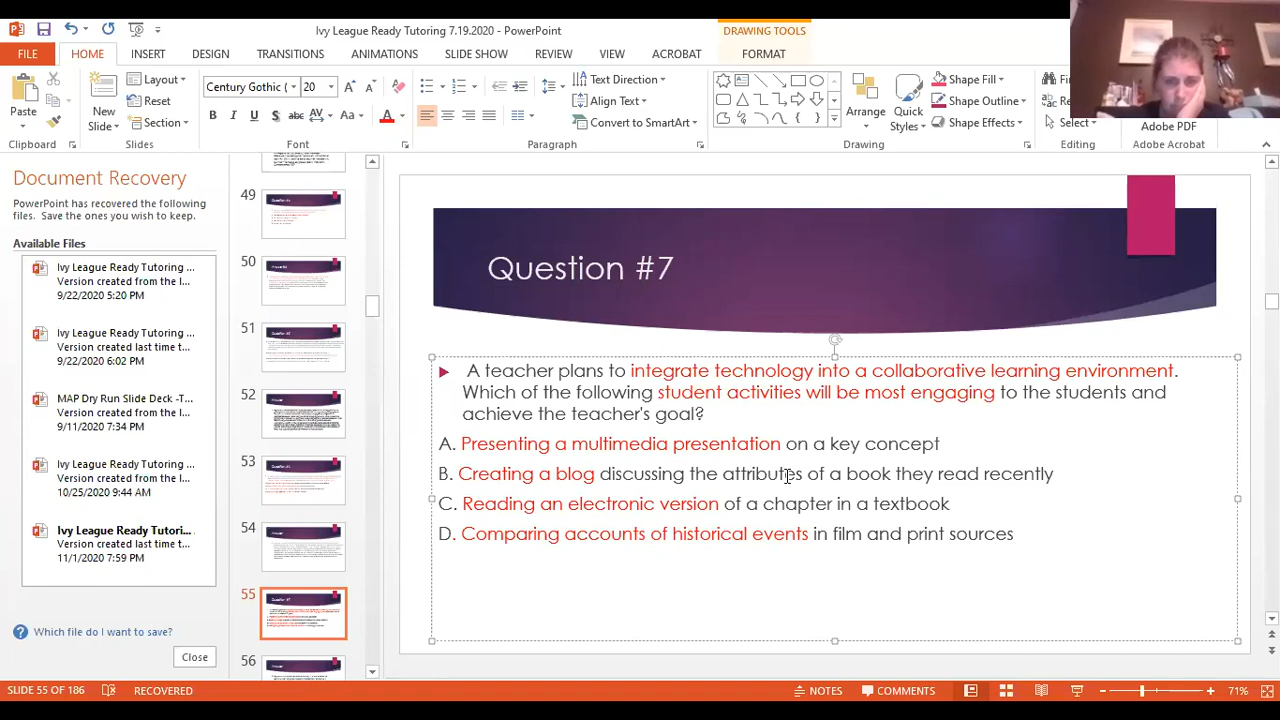 Ivy League Ready Tutoring 7.19.2020 - PowerPoint
DRAWING TOOLS
FILE HOME INSERT DESIGN TRANSITIONS ANIMATIONS SLIDE SHOW REVIEW VIEW ACROBAT FORMAT
Paste
New
Slide
Layout
Reset
Section
Century Gothic ( 20
B I U S abc AV Aa A
Text Direction
Align Text
Convert to SmartArt
Arrange
Quick
Styles
Shape Fill
Shape Outline
Shape Effects
Select
Adobe PDF
Clipboard Slides Font Paragraph Drawing Editing Adobe Acrobat
Document Recovery
PowerPoint has recovered the following
files. Save the ones you wish to keep.
Available Files
Ivy League Ready Tutoring ...
Version created from the l...
9/22/2020 5:20 PM
Ivy League Ready Tutoring ...
Version created last time t...
9/22/2020 6:02 PM
MAP Dry Run Slide Deck -T...
Version created from the l...
9/11/2020 7:34 PM
Ivy League Ready Tutoring ...
Version created from the l...
10/25/2020 9:44 AM
Ivy League Ready Tutori...
Version created last time t...
11/1/2020 7:59 PM
Which file do I want to save?
Close
49
50
51
52
53
54
55
56
Question #7
A teacher plans to integrate technology into a collaborative learning environment.
Which of the following student activities will be most engaging to the students and
achieve the teacher's goal?
A. Presenting a multimedia presentation on a key concept
B. Creating a blog discussing the attributes of a book they read recently
C. Reading an electronic version of a chapter in a textbook
D. Comparing accounts of historical events in film and print sources
SLIDE 55 OF 186 RECOVERED NOTES COMMENTS 71%